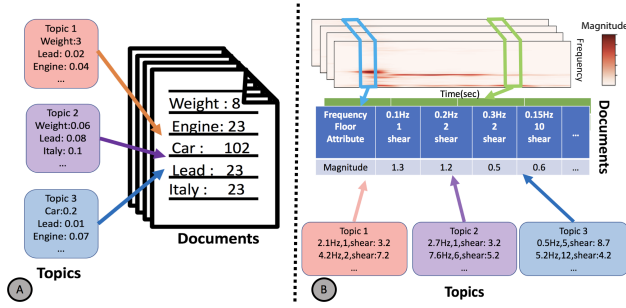 Topic 1
Weight:3
Lead: 0.02
Engine: 0.04
...
Topic 2
Weight:0.06
Lead: 0.08
Italy: 0.1
...
Topic 3
Car:0.2
Lead: 0.01
Engine: 0.07
...
Topics
A
Weight : 8
Engine: 23
Car : 102
Lead : 23
Italy : 23
Documents
B
Magnitude
Frequency
Time(sec)
Documents
Frequency Floor Attribute 0.1Hz 1 shear 0.2Hz 2 shear 0.3Hz 2 shear 0.15Hz 10 shear ...
Magnitude 1.3 1.2 0.5 0.6 ...
Topic 1
2.1Hz,1,shear: 3.2
4.2Hz,2,shear:7.2
Topic 2
2.7Hz,1,shear: 3.2
7.6Hz,6,shear:5.2
Topic 3
0.5Hz,5,shear: 8.7
5.2Hz,12,shear:4.2
Topics